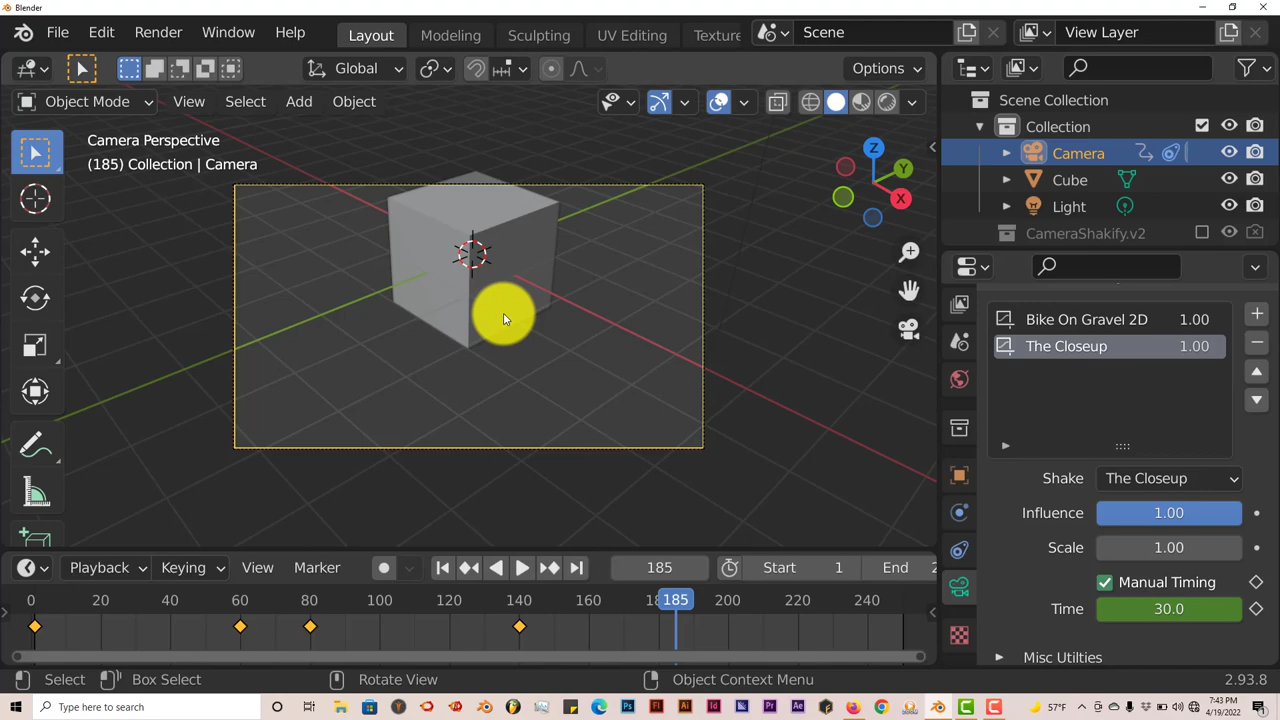 Blender
File Edit Render Window Help Layout Modeling Sculpting UV Editing Texture Scene View Layer
Global Options
Object Mode View Select Add Object
Camera Perspective
(185) Collection | Camera
Z
Y
X
Scene Collection
Collection
Camera
Cube
Light
CameraShakify.v2
Bike On Gravel 2D 1.00
The Closeup 1.00
Shake The Closeup
Influence 1.00
Scale 1.00
Manual Timing
Time 30.0
Misc Utilties
Playback Keying View Marker 185 Start 1 End 2
0 20 40 60 80 100 120 140 160 18 185 200 220 240
Select Box Select Rotate View Object Context Menu 2.93.8
Type here to search
57°F
7:43 PM
4/19/2022